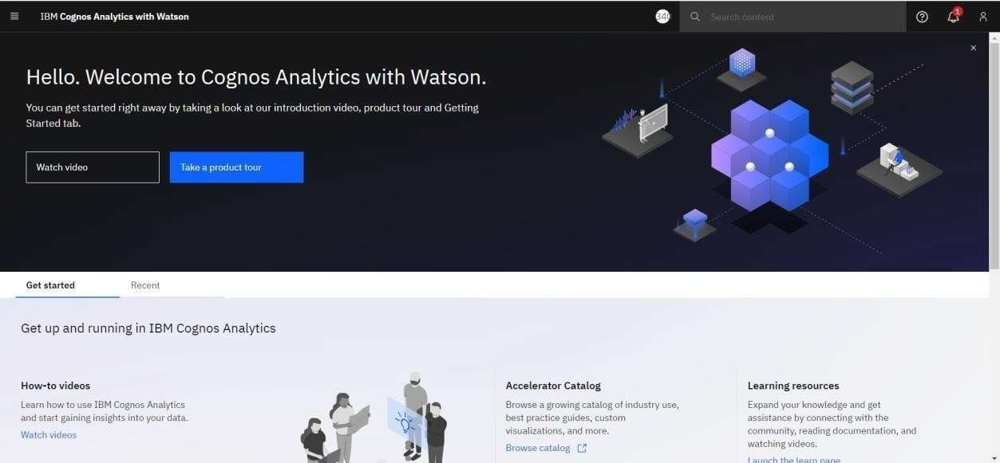 IBM Cognos Analytics with Watson
340
Search content
1
Hello. Welcome to Cognos Analytics with Watson.
You can get started right away by taking a look at our introduction video, product tour and Getting
Started tab.
Watch video
Take a product tour
Get started
Recent
Get up and running in IBM Cognos Analytics
How-to videos
Learn how to use IBM Cognos Analytics
and start gaining insights into your data.
Watch videos
Accelerator Catalog
Browse a growing catalog of industry use,
best practice guides, custom
visualizations, and more.
Browse catalog
Learning resources
Expand your knowledge and get
assistance by connecting with the
community, reading documentation, and
watching videos.
Launch the learn pane